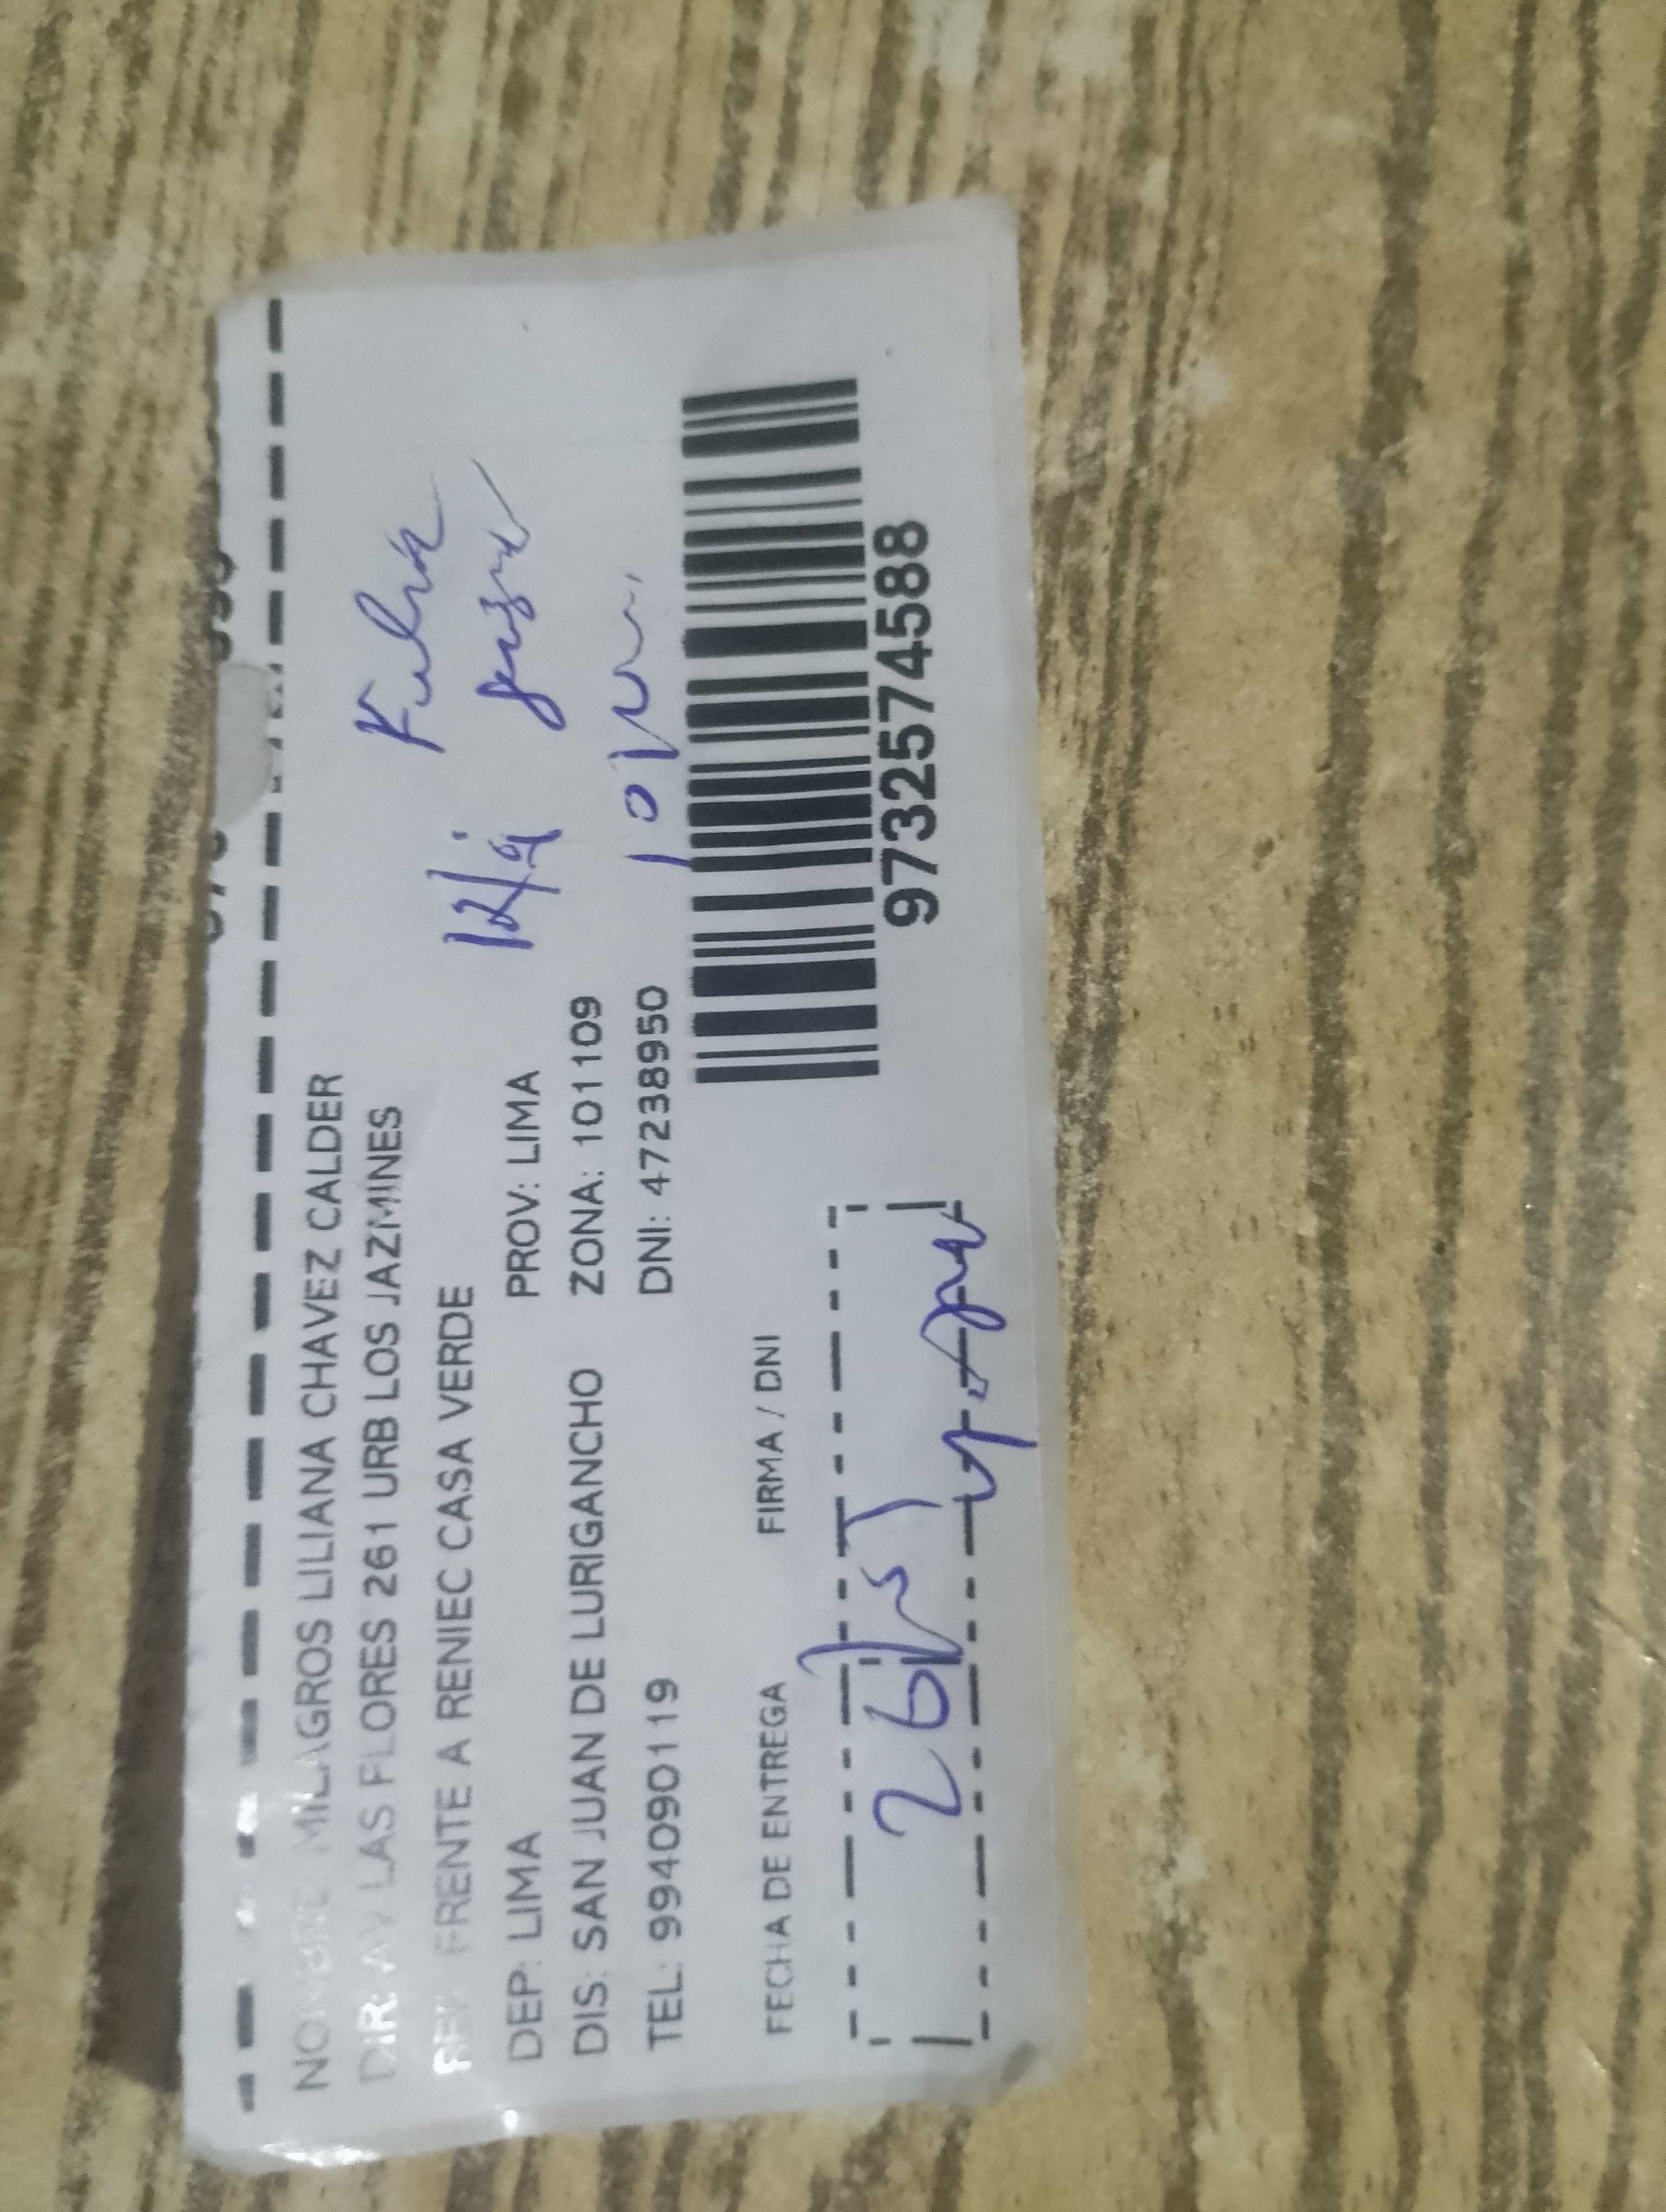 NOMBRE: MILAGROS LILIANA CHAVEZ CALDER
DIR: AV LAS FLORES 261 URB LOS JAZMINES
REF: FRENTE A RENIEC CASA VERDE
DEP: LIMA PROV: LIMA
DIS: SAN JUAN DE LURIGANCHO ZONA: 101109
TEL: 994090119 DNI: 47238950
FECHA DE ENTREGA FIRMA / DNI
9732574588